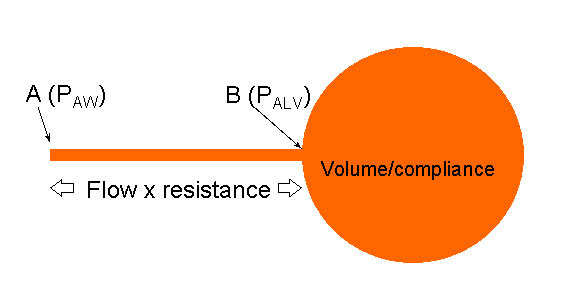 A (PAW)
B (PALV)
Volume/compliance
Flow x resistance